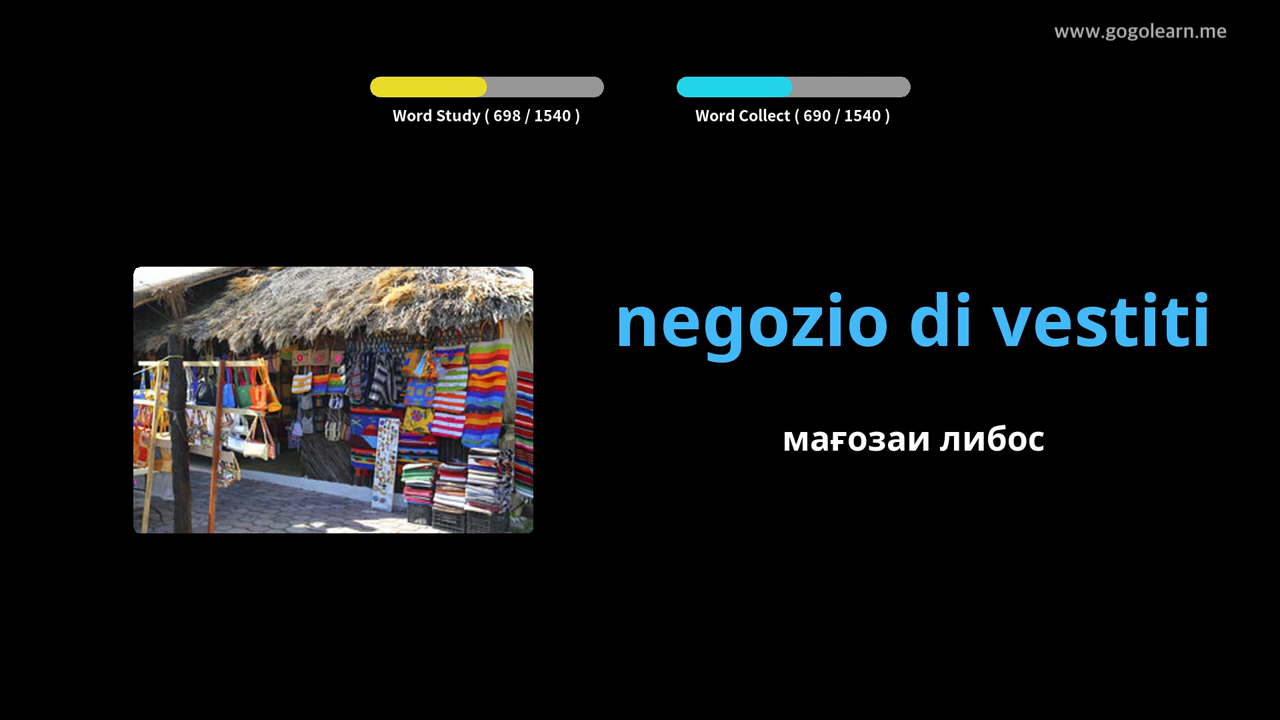 www.gogolearn.me
Word Study ( 698 / 1540 )
Word Collect ( 690 / 1540 )
negozio di vestiti
мағозаи либос